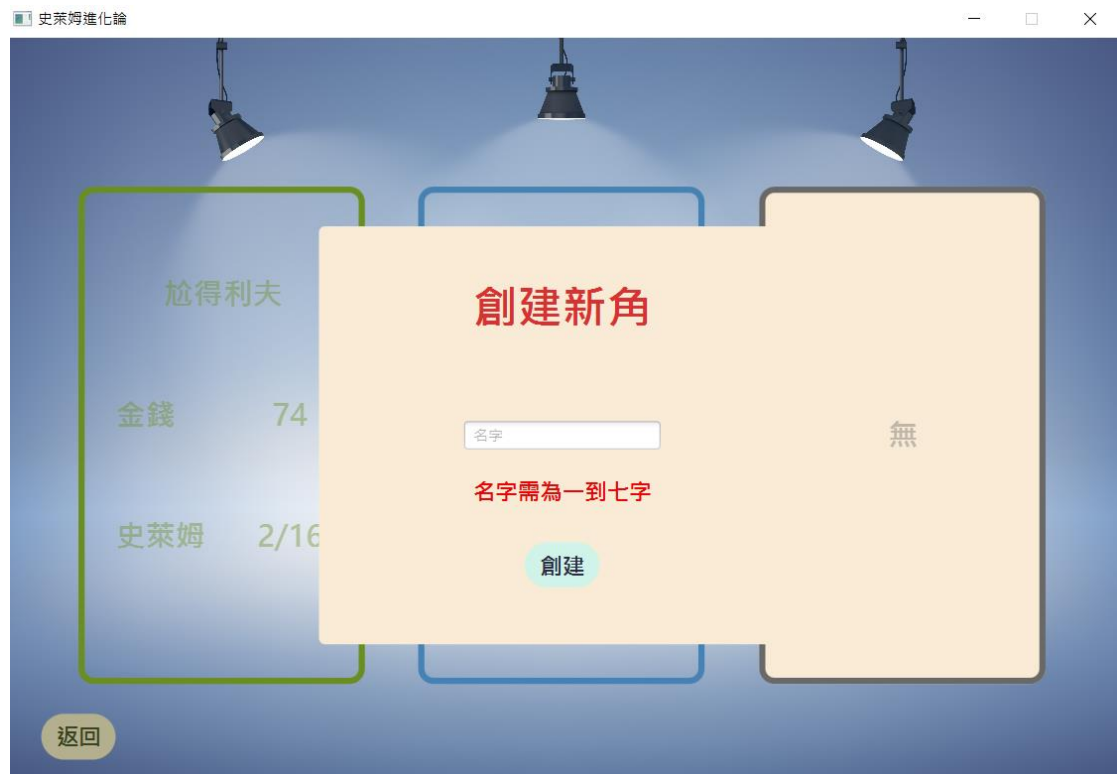 史萊姆進化論
尬得利夫
金錢 74
史萊姆 2/16
創建新角
名字
名字需為一到七字
創建
無
返回